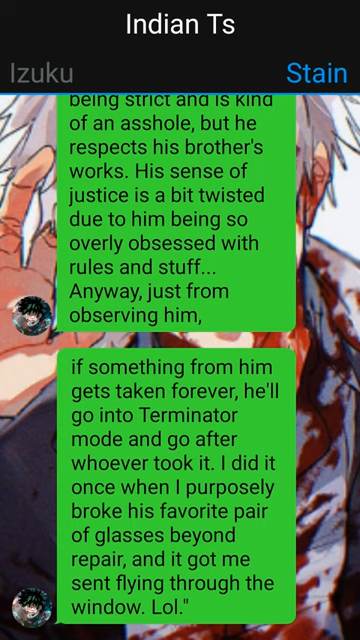 Indian Ts
Izuku
Stain
being strict and is kind
of an asshole, but he
respects his brother's
works. His sense of
justice is a bit twisted
due to him being so
overly obsessed with
rules and stuff...
Anyway, just from
observing him,
if something from him
gets taken forever, he'll
go into Terminator
mode and go after
whoever took it. I did it
once when I purposely
broke his favorite pair
of glasses beyond
repair, and it got me
sent flying through the
window. Lol."